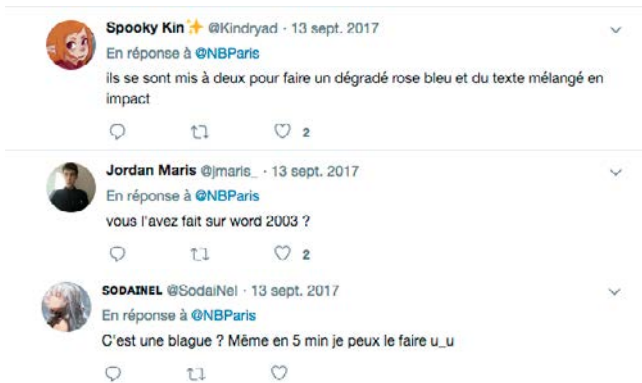 Spooky Kin✨ @Kindryad · 13 sept. 2017
En réponse à @NBParis
ils se sont mis à deux pour faire un dégradé rose bleu et du texte mélangé en
impact
2
Jordan Maris @jmaris_ · 13 sept. 2017
En réponse à @NBParis
vous l'avez fait sur word 2003 ?
2
SODAINEL @SodaiNel · 13 sept. 2017
En réponse à @NBParis
C'est une blague ? Même en 5 min je peux le faire u_u